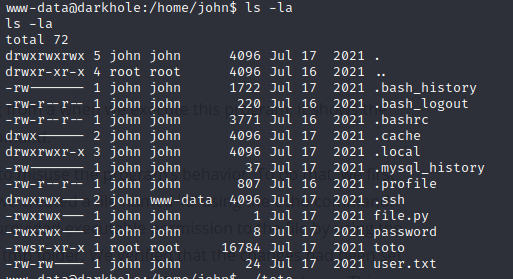 www-data@darkhole:/home/john$ ls -la
ls -la
total 72
drwxrwxrwx 5 john john 4096 Jul 17 2021 .
drwxr-xr-x 4 root root 4096 Jul 16 2021 ..
-rw------- 1 john john 1722 Jul 17 2021 .bash_history
-rw-r--r-- 1 john john 220 Jul 16 2021 .bash_logout
-rw-r--r-- 1 john john 3771 Jul 16 2021 .bashrc
drwx------ 2 john john 4096 Jul 17 2021 .cache
drwxrwxr-x 3 john john 4096 Jul 17 2021 .local
-rw------- 1 john john 37 Jul 17 2021 .mysql_history
-rw-r--r-- 1 john john 807 Jul 16 2021 .profile
drwxrwx--- 2 john www-data 4096 Jul 17 2021 .ssh
-rwxrwx--- 1 john john 1 Jul 17 2021 file.py
-rwxrwx--- 1 john john 8 Jul 17 2021 password
-rwsr-xr-x 1 root root 16784 Jul 17 2021 toto
-rw-rw---- 1 john john 24 Jul 17 2021 user.txt
www-data@darkhole:/home/john$ ./toto